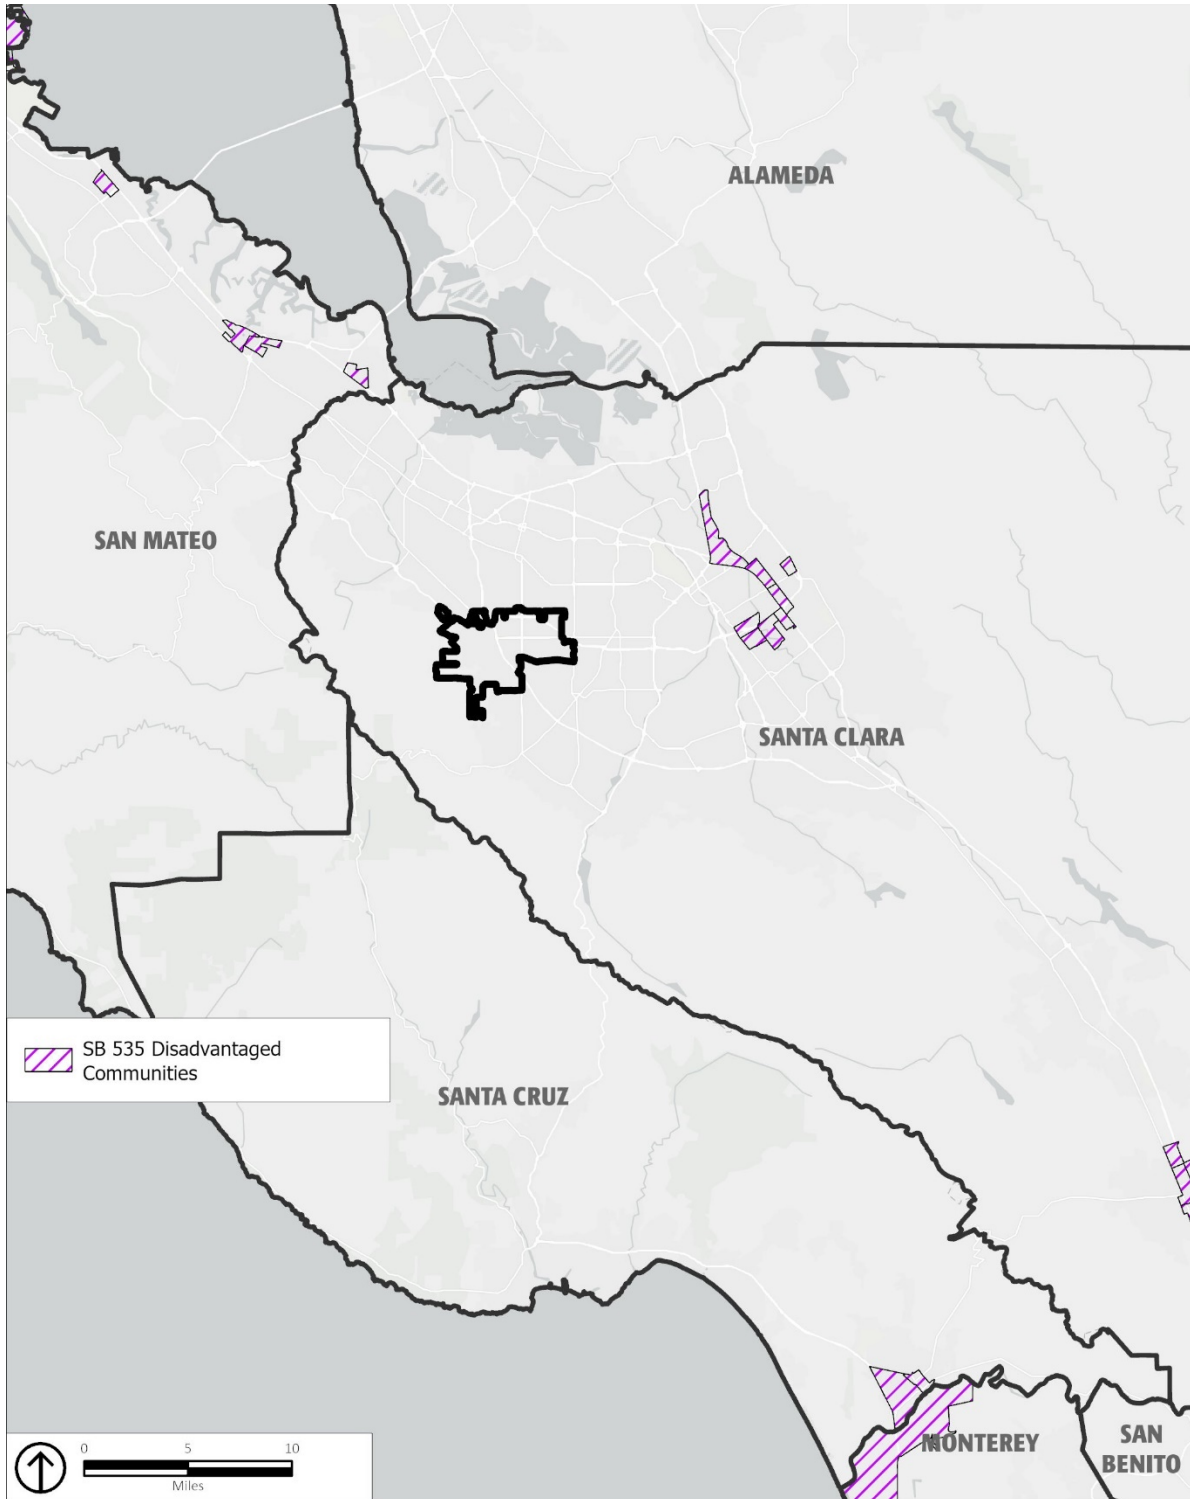 ALAMEDA
SAN MATEO
SANTA CLARA
SB 535 Disadvantaged
Communities
SANTA CRUZ
MONTEREY
SAN
BENITO
0 5 10
Miles